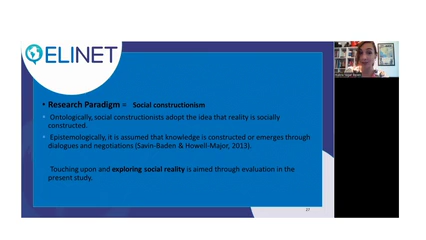 ELINET
Research Paradigm = Social constructionism
Ontologically, social constructionists adopt the idea that reality is socially
constructed.
Epistemologically, it is assumed that knowledge is constructed or emerges through
dialogues and negotiations (Savin-Baden & Howell-Major, 2013).
Touching upon and exploring social reality is aimed through evaluation in the
present study.
27